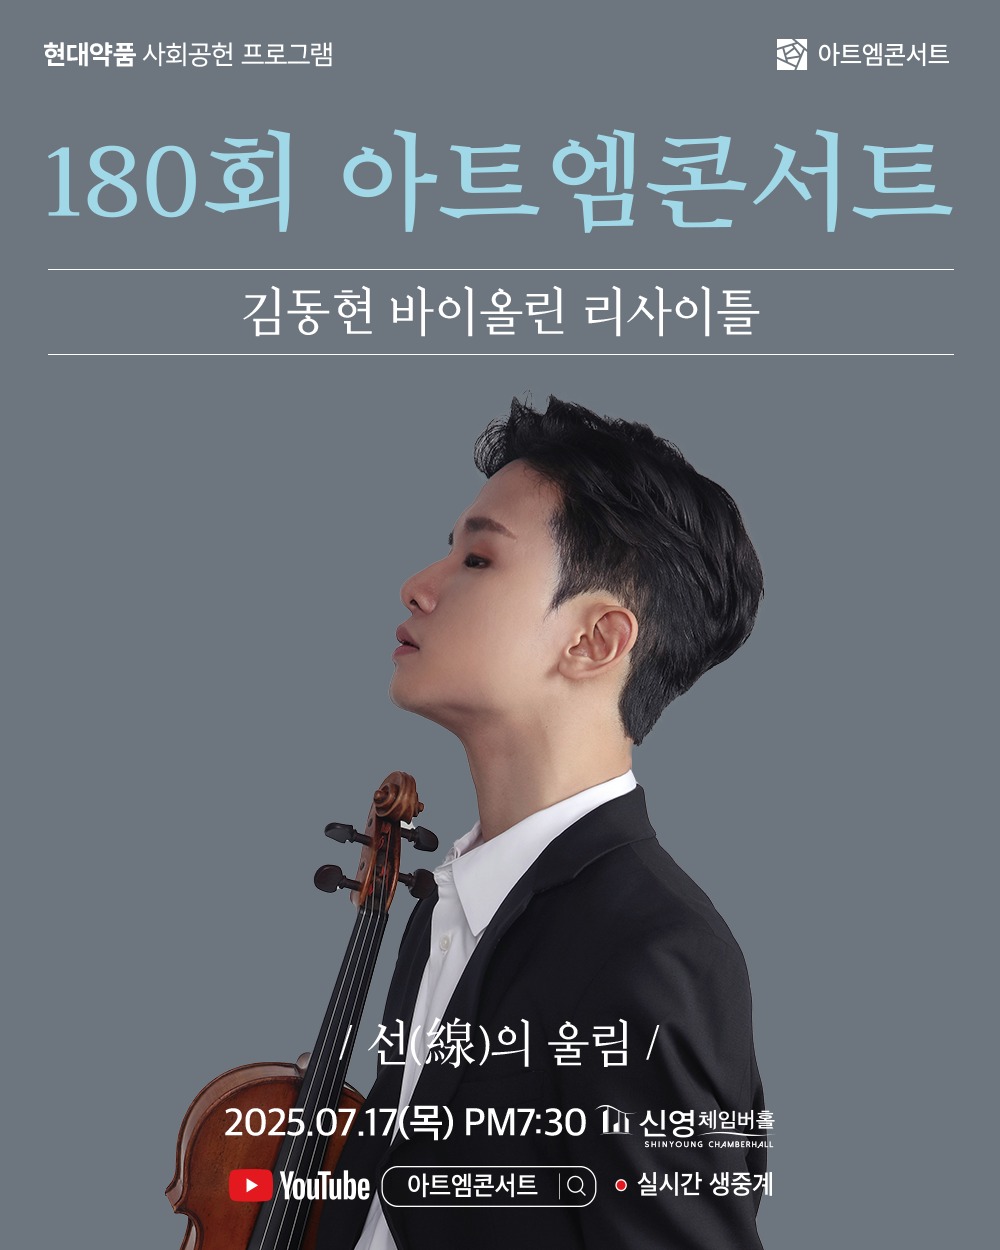 현대약품 사회공헌 프로그램
아트엠콘서트
180회 아트엠콘서트
김동현 바이올린 리사이틀
/ 선(線)의 울림 /
2025.07.17(목) PM7:30 신영체임버홀
SHINYOUNG CHAMBERHALL
YouTube 아트엠콘서트 실시간 생중계